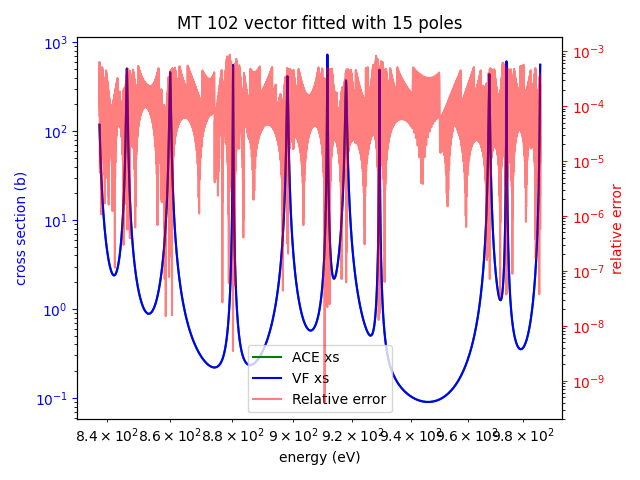 MT 102 vector fitted with 15 poles
10³
10²
10¹
10⁰
10⁻¹
cross section (b)
10⁻³
10⁻⁴
10⁻⁵
10⁻⁶
10⁻⁷
10⁻⁸
10⁻⁹
relative error
ACE xs
VF xs
Relative error
8.4 × 10² 8.6 × 10² 8.8 × 10² 9 × 10² 9.2 × 10² 9.4 × 10² 9.6 × 10² 9.8 × 10²
energy (eV)